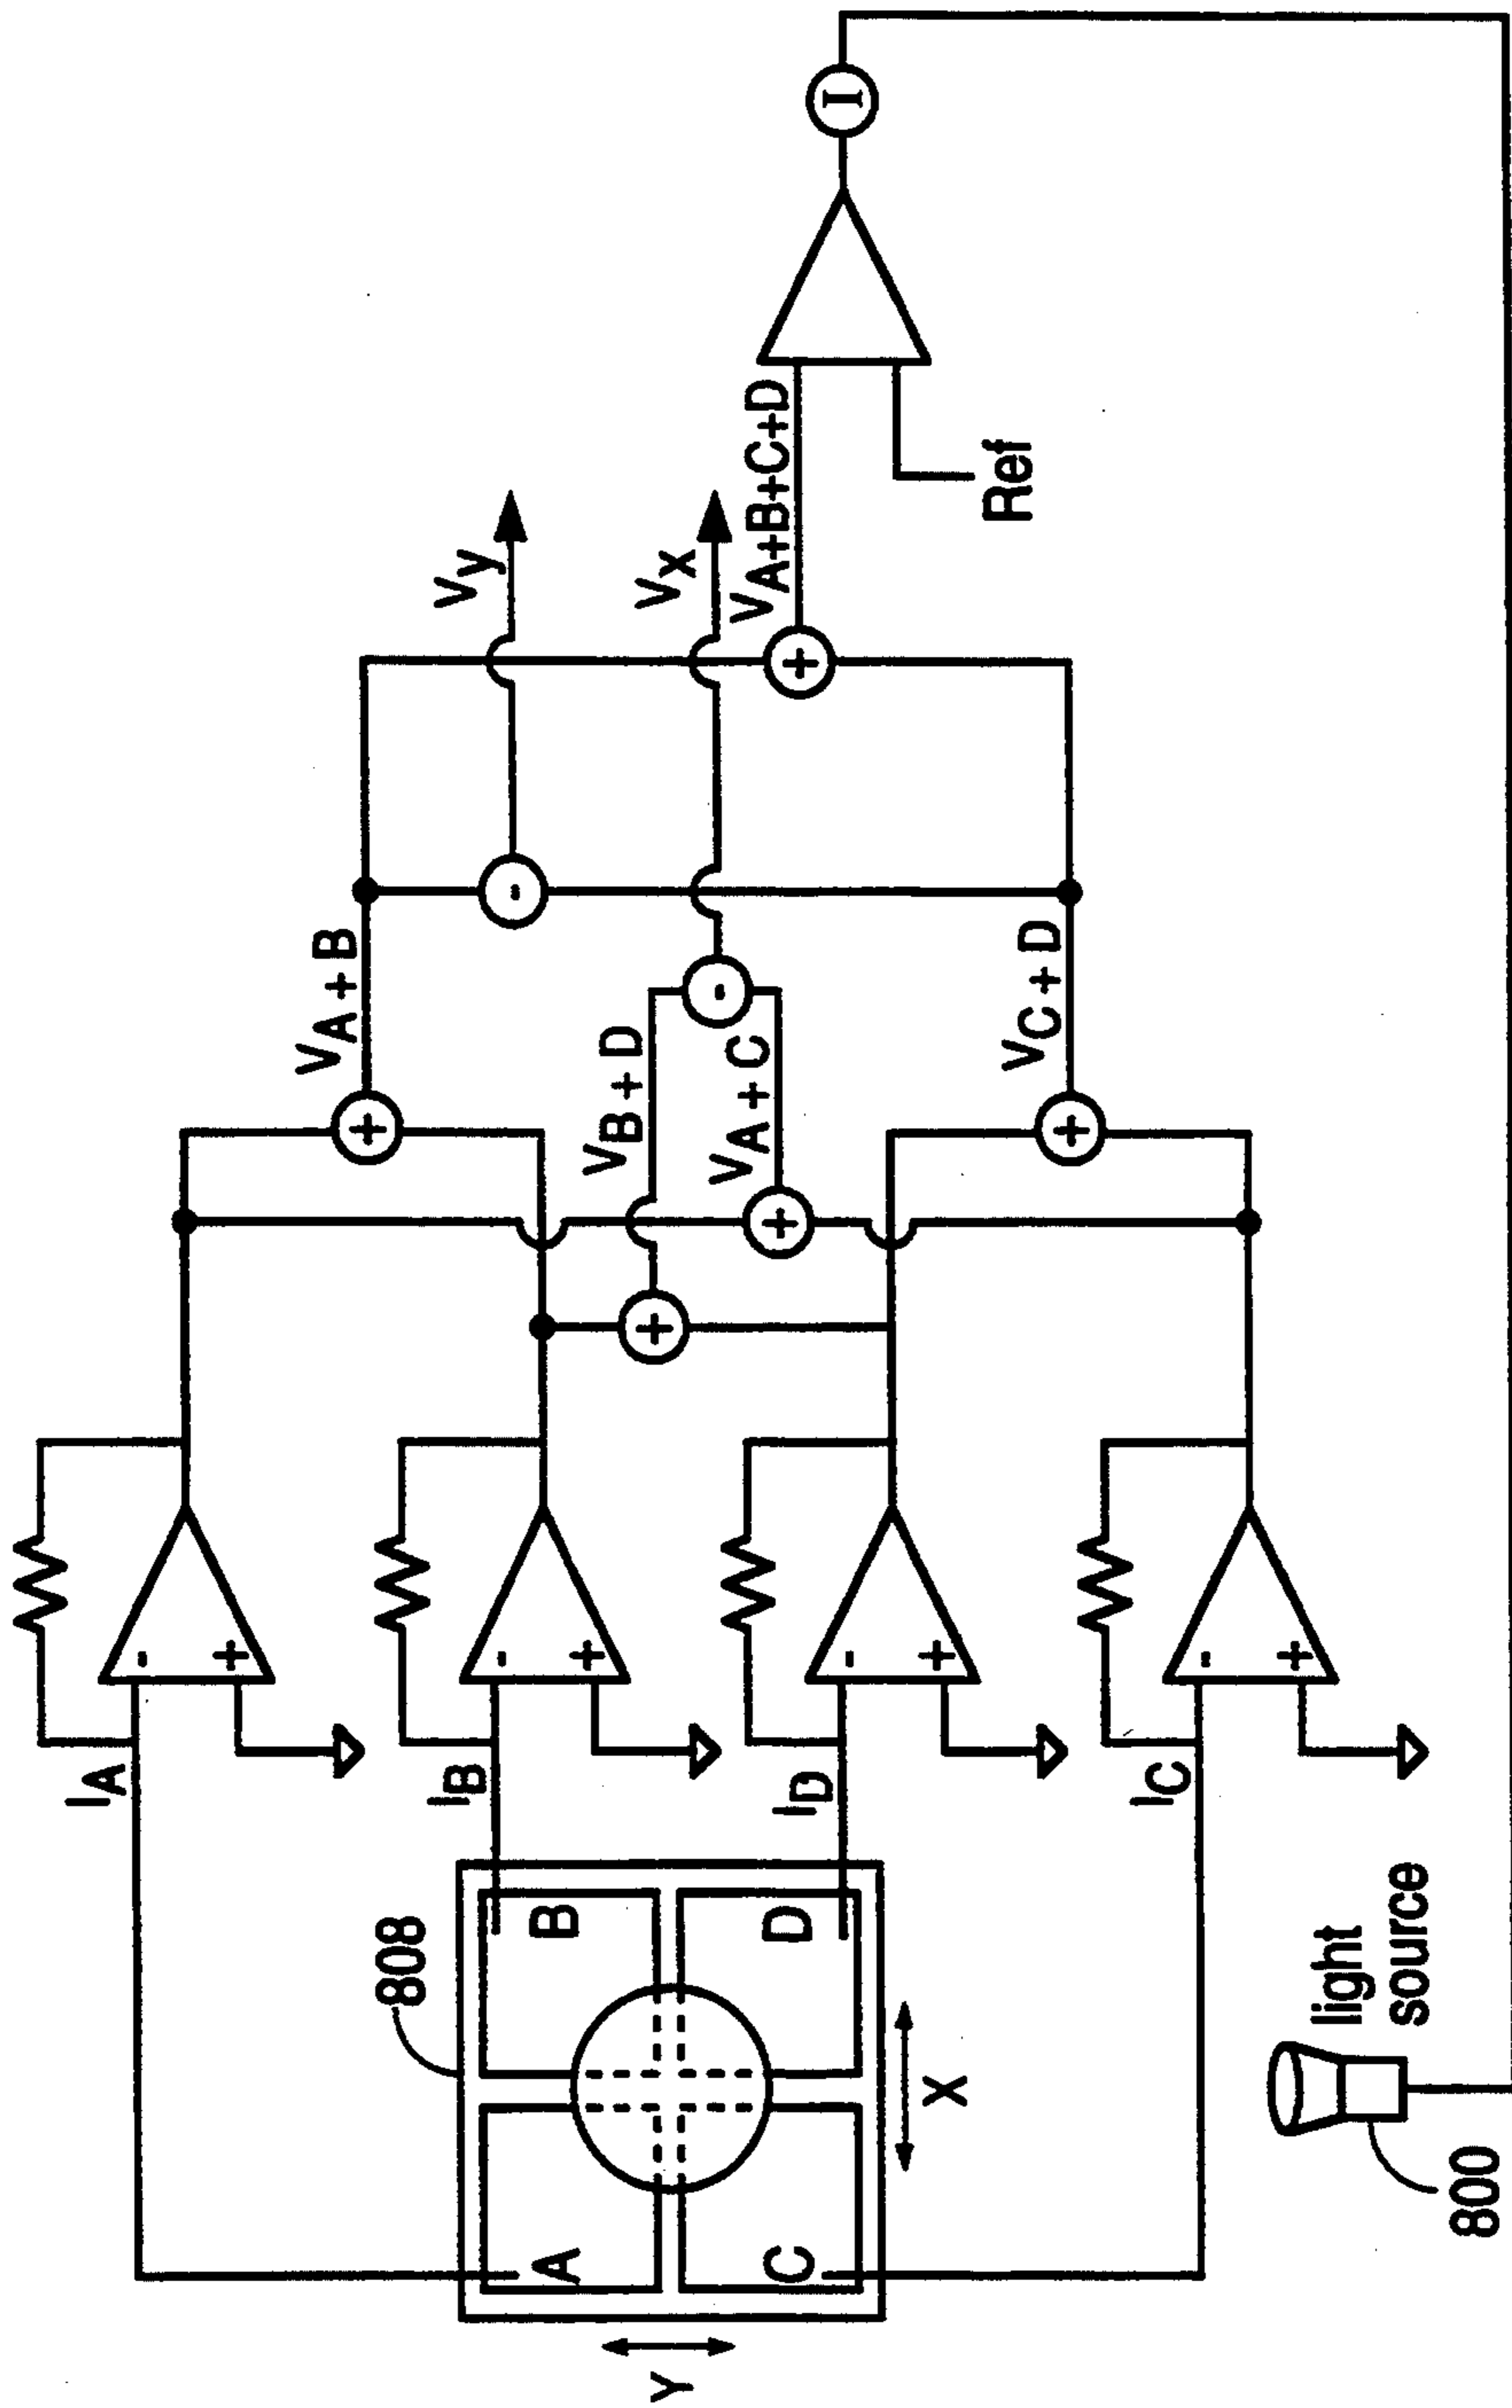 IA
IB
ID
IC
VA + B
VB + D
VA + C
VC + D
Vy
Vx
VA+B+C+D
Ref
I
808
A
B
C
D
Y
X
light
source
800
- +
- +
- +
- +
+
+
+
+
-
-
+